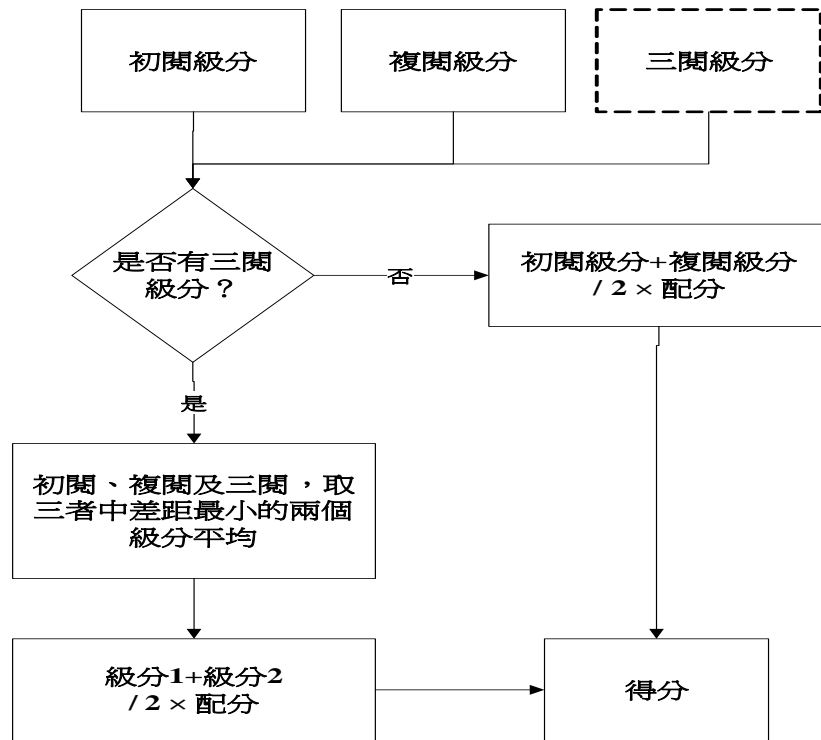 初閱級分
複閱級分
三閱級分
是否有三閱
級分？
否
初閱級分+複閱級分
/ 2 × 配分
是
初閱、複閱及三閱，取
三者中差距最小的兩個
級分平均
級分1+級分2
/ 2 × 配分
得分